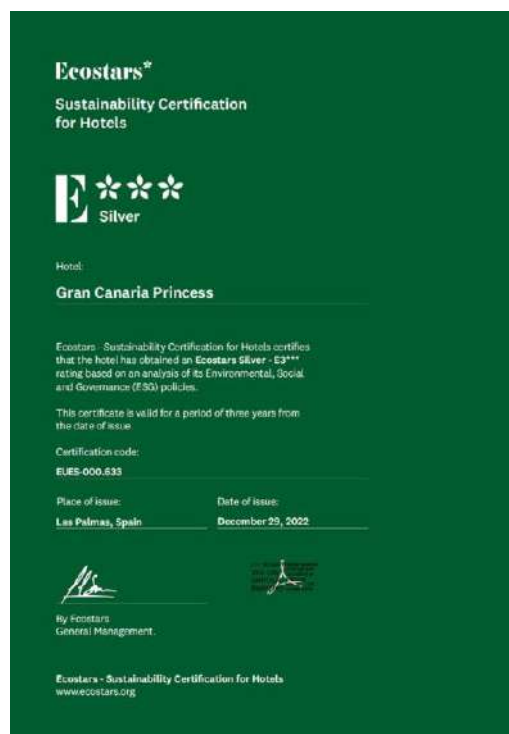 Ecostars*
Sustainability Certification
for Hotels
E***
Silver
Hotel:
Gran Canaria Princess
Ecostars - Sustainability Certification for Hotels certifies
that the hotel has obtained an Ecostars Silver - E3***
rating based on an analysis of its Environmental, Social
and Governance (ESG) policies.
This certificate is valid for a period of three years from
the date of issue
Certification code:
EUES-000.633
Place of issue:
Date of issue:
Las Palmas, Spain
December 29, 2022
By Ecostars
General Management.
Ecostars - Sustainability Certification for Hotels
www.ecostars.org